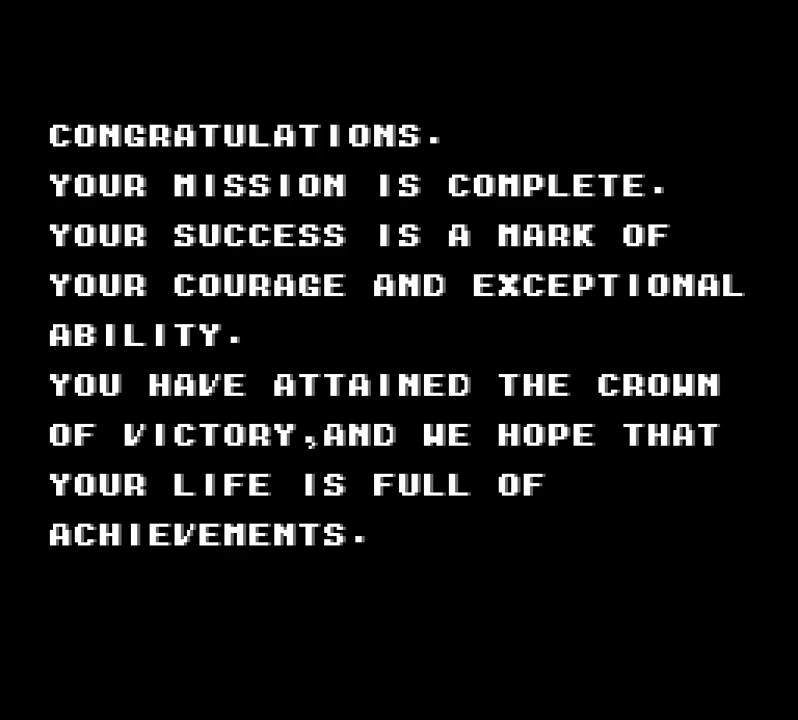 CONGRATULATIONS.
YOUR MISSION IS COMPLETE.
YOUR SUCCESS IS A MARK OF
YOUR COURAGE AND EXCEPTIONAL
ABILITY.
YOU HAVE ATTAINED THE CROWN
OF VICTORY,AND WE HOPE THAT
YOUR LIFE IS FULL OF
ACHIEVEMENTS.